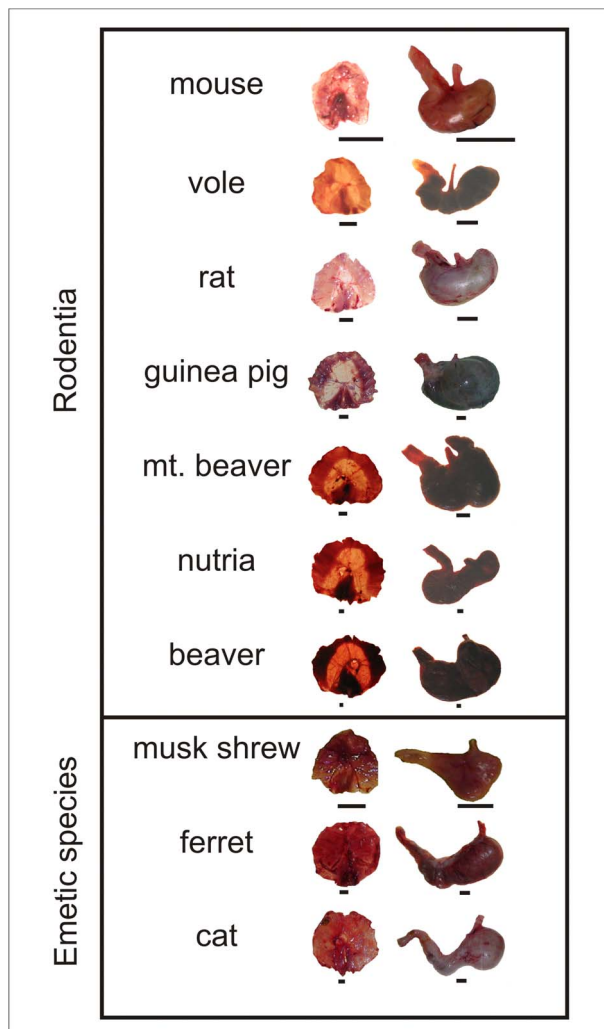 Rodentia
mouse
vole
rat
guinea pig
mt. beaver
nutria
beaver
Emetic species
musk shrew
ferret
cat